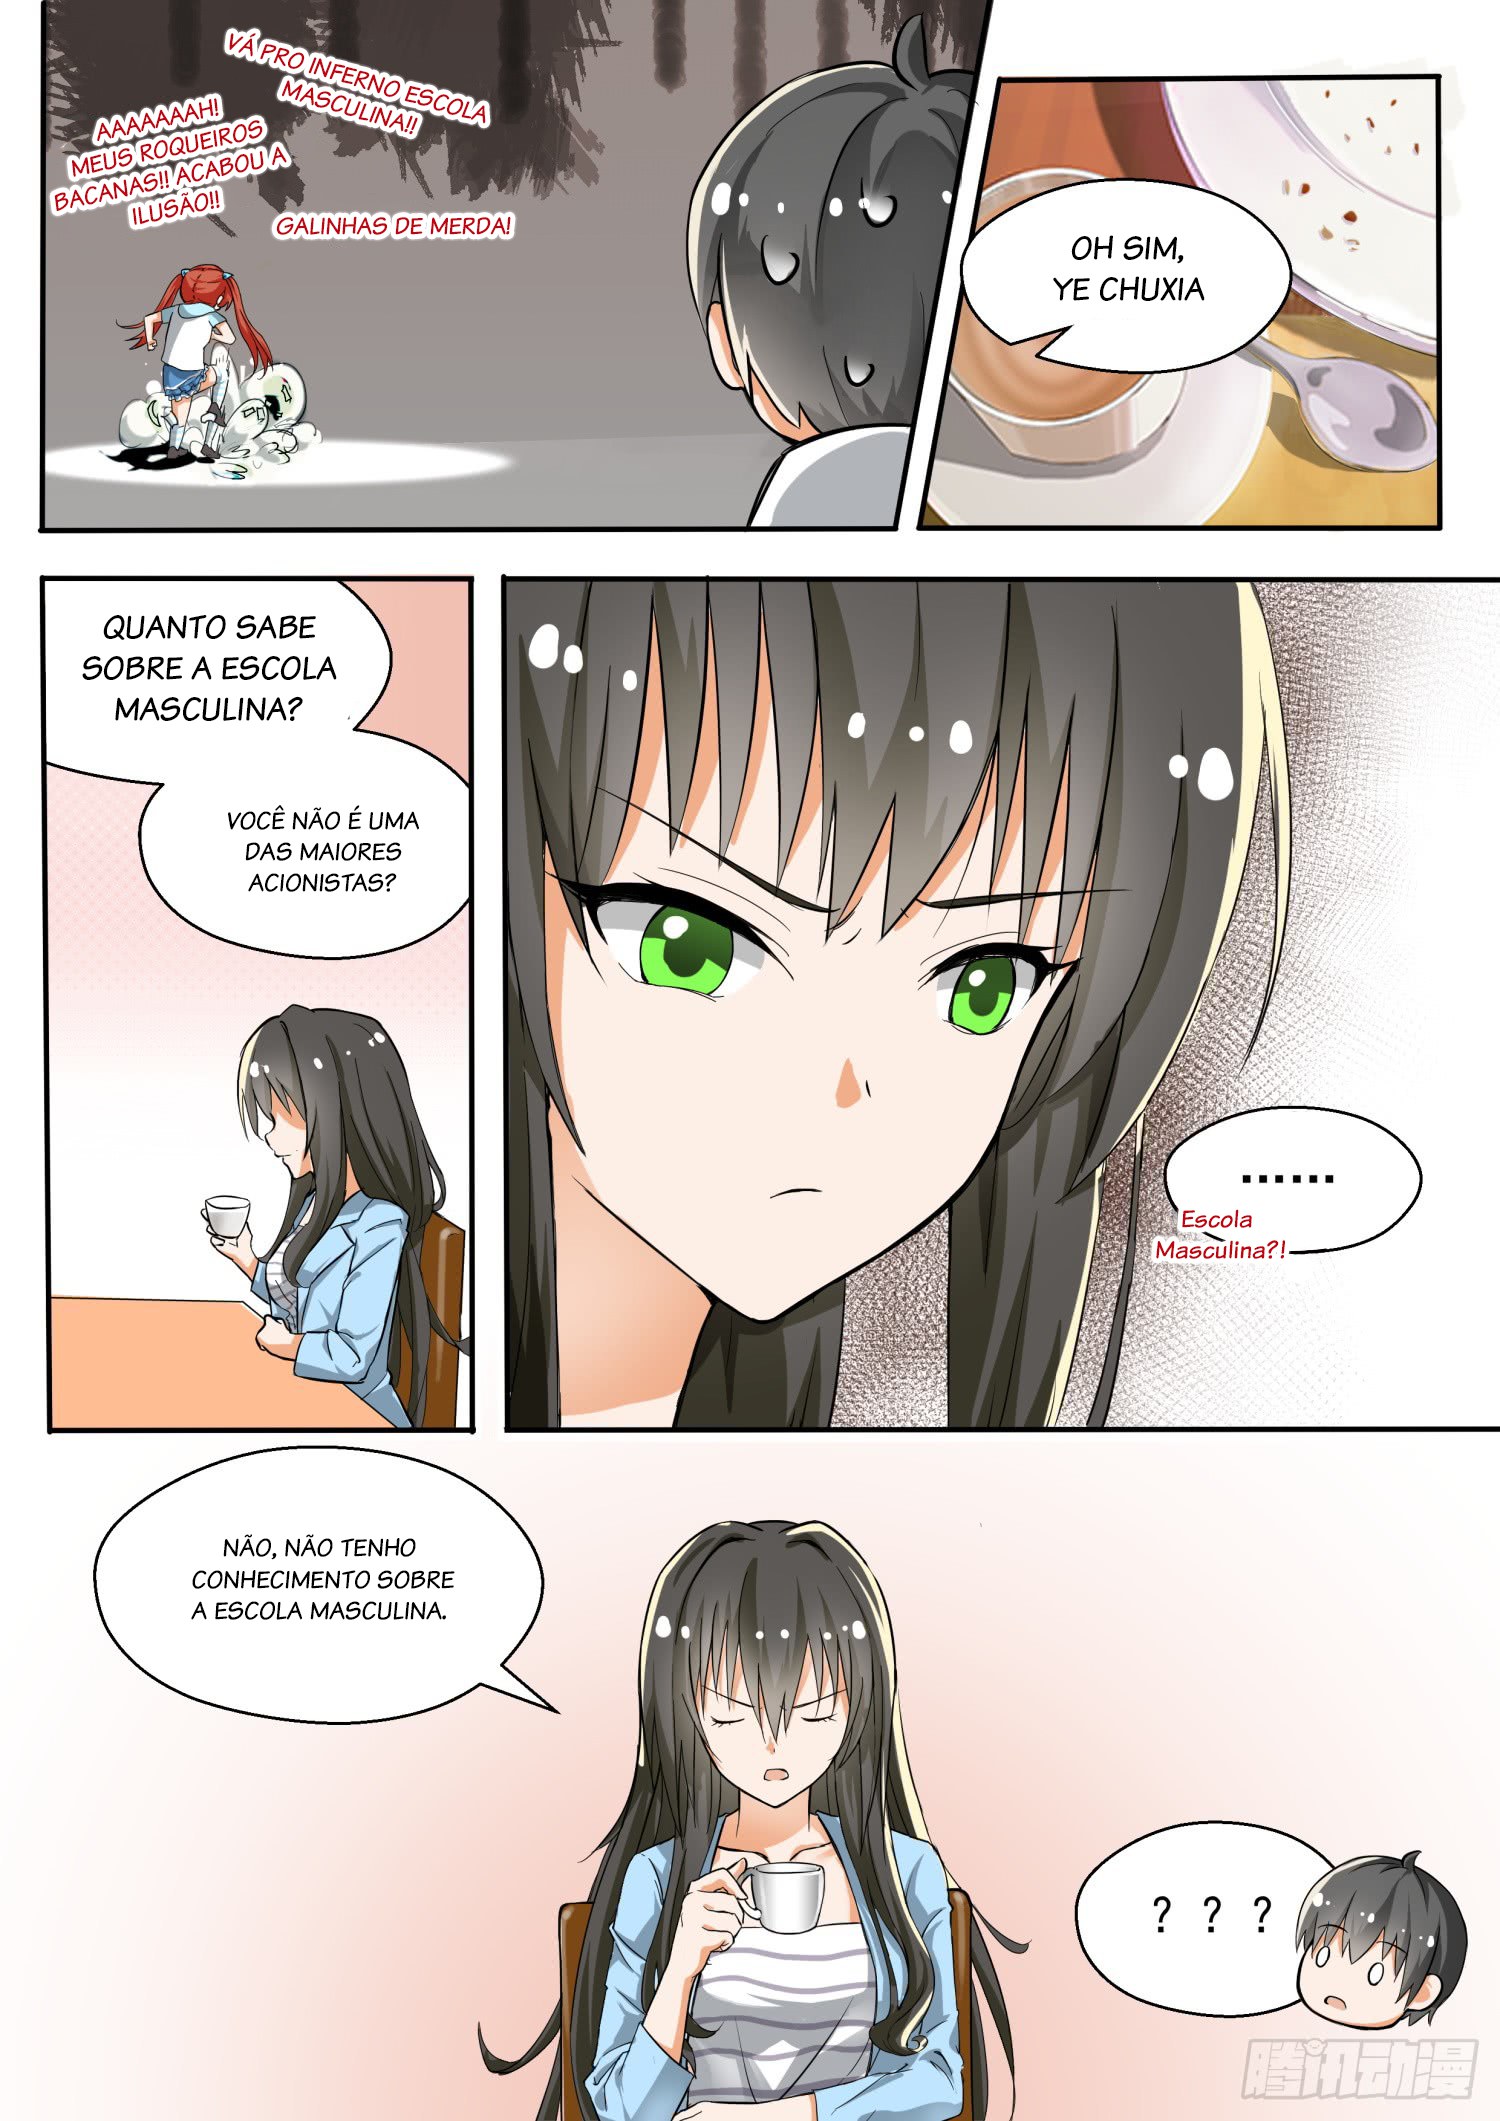 VÁ PRO INFERNO ESCOLA
MASCULINA!!
AAAAAAAH!
MEUS ROQUEIROS
BACANAS!! ACABOU A
ILUSÃO!!
GALINHAS DE MERDA!
OH SIM,
YE CHUXIA
QUANTO SABE
SOBRE A ESCOLA
MASCULINA?
VOCÊ NÃO É UMA
DAS MAIORES
ACIONISTAS?
......
Escola
Masculina?!
NÃO, NÃO TENHO
CONHECIMENTO SOBRE
A ESCOLA MASCULINA.
? ? ?
腾讯动漫